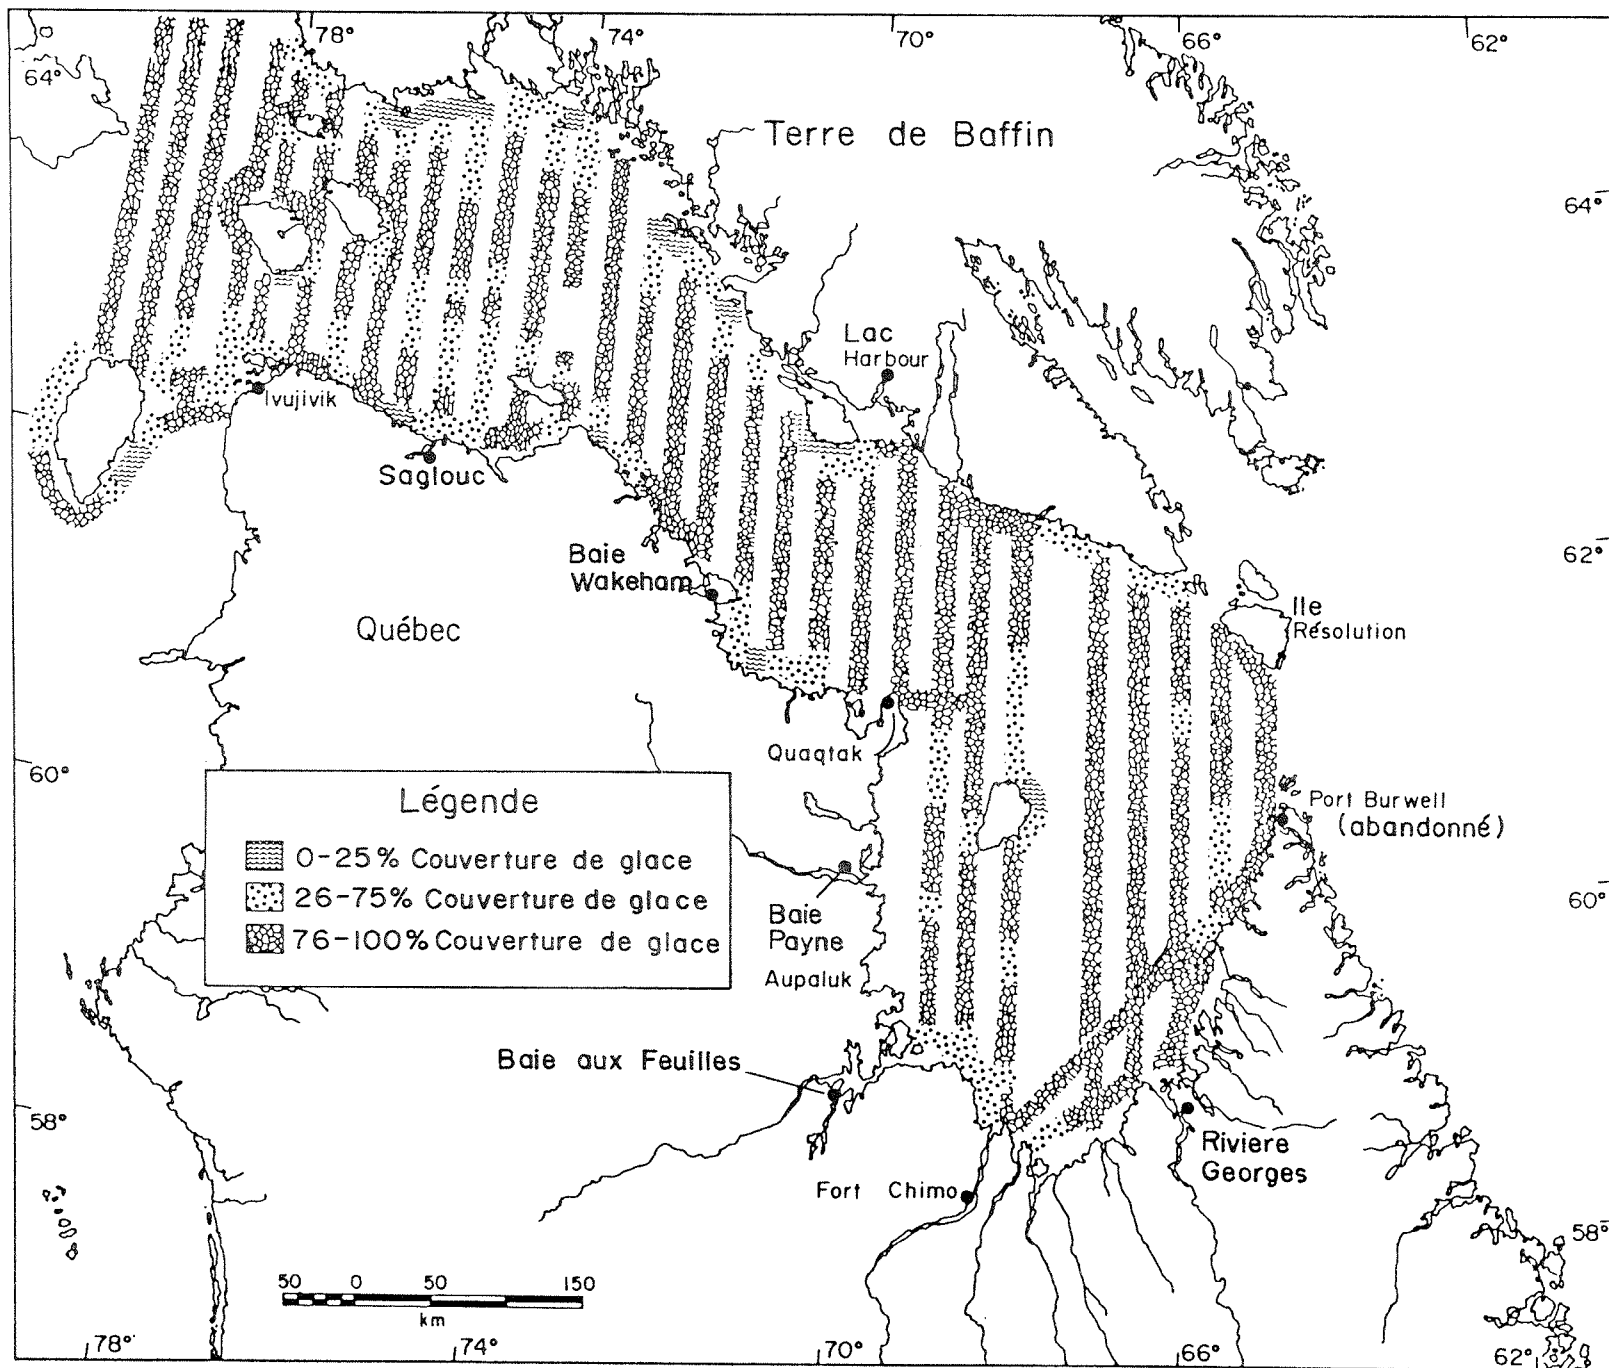 78°
74°
70°
66°
62°
64°
Terre de Baffin
64°
Lac
Harbour
Ivujivik
Saglouc
62°
Baie
Wakeham
Ile
Résolution
Québec
Quaqtak
60°
Légende
0-25% Couverture de glace
26-75% Couverture de glace
76-100% Couverture de glace
Port Burwell
(abandonné)
60°
Baie
Payne
Aupaluk
Baie aux Feuilles
58°
Riviere
Georges
Fort Chimo
58°
50 0 50 150
km
78°
74°
70°
66°
62°